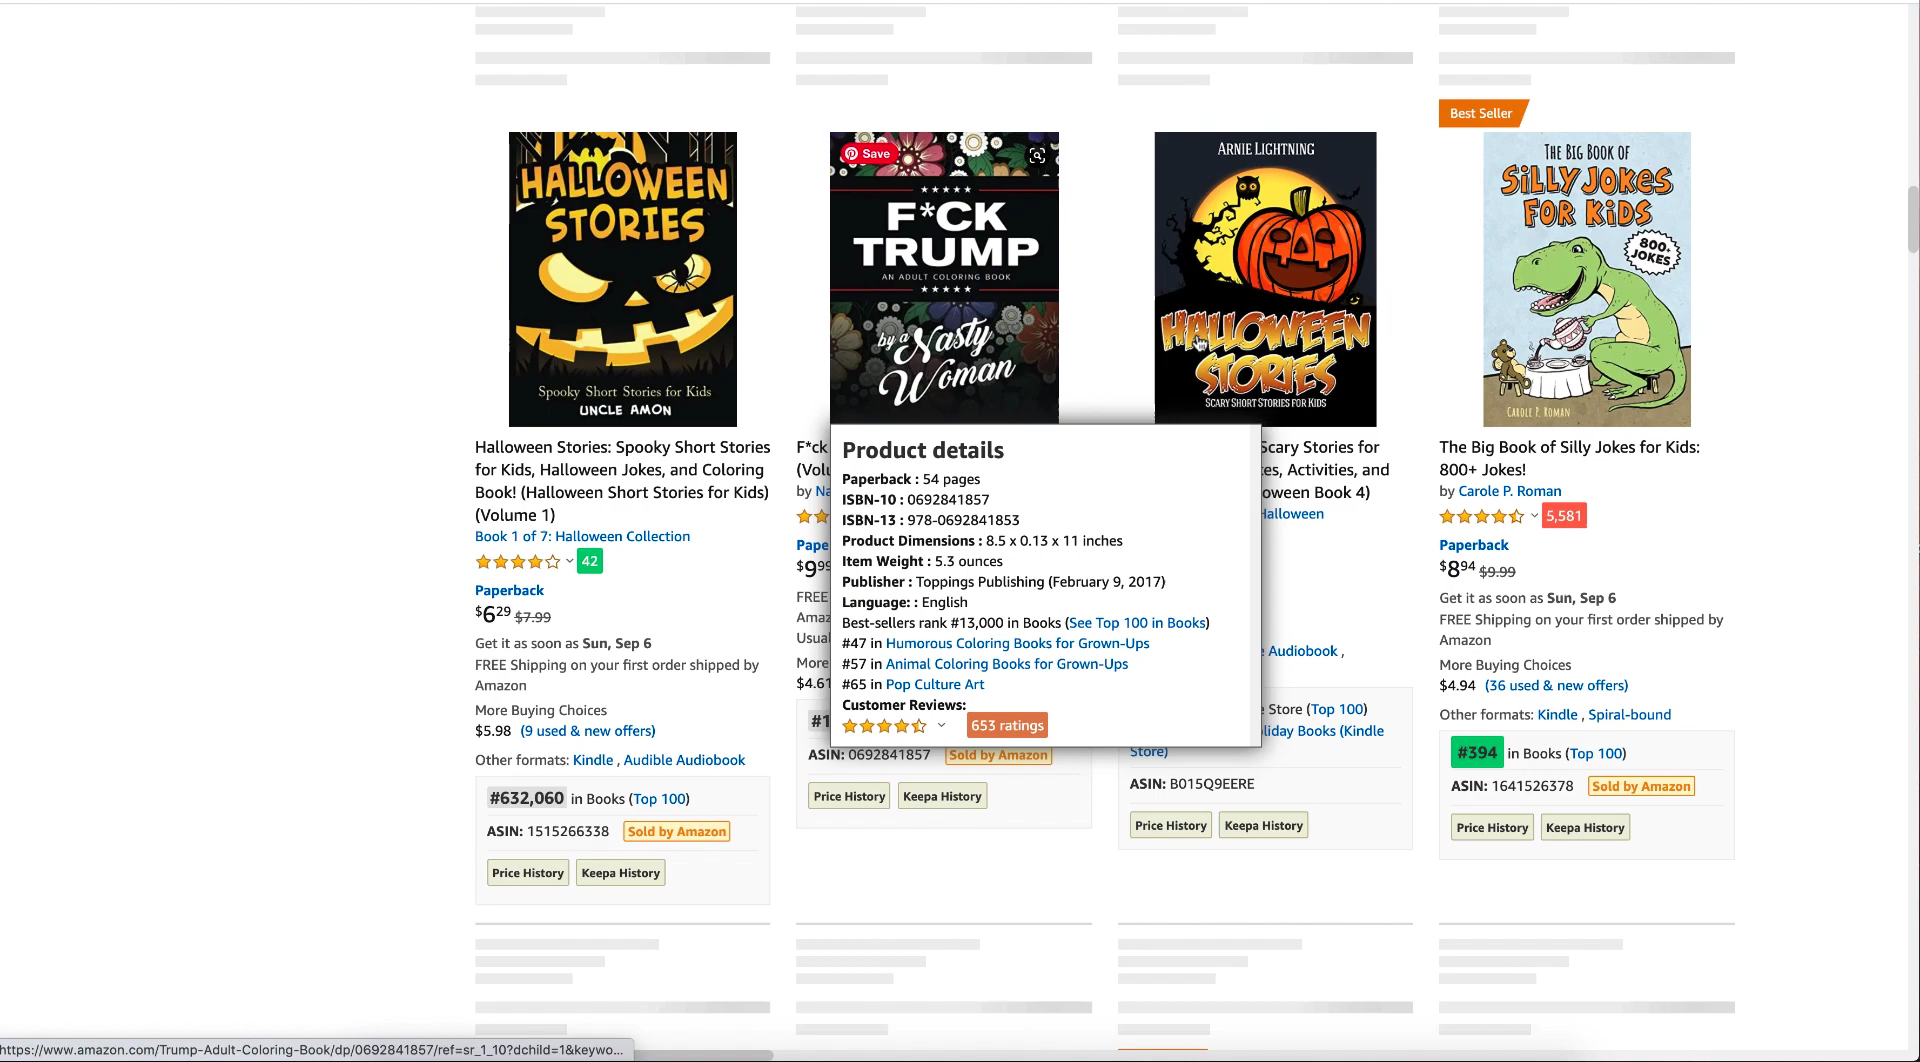 HALLOWEEN
STORIES
Spooky Short Stories for Kids
UNCLE AMON
Halloween Stories: Spooky Short Stories
for Kids, Halloween Jokes, and Coloring
Book! (Halloween Short Stories for Kids)
(Volume 1)
Book 1 of 7: Halloween Collection
42
Paperback
$6 29 $7.99
Get it as soon as Sun, Sep 6
FREE Shipping on your first order shipped by
Amazon
More Buying Choices
$5.98 (9 used & new offers)
Other formats: Kindle , Audible Audiobook
#632,060 in Books (Top 100)
ASIN: 1515266338 Sold by Amazon
Price History Keepa History
Save
F*CK
TRUMP
AN ADULT COLORING BOOK
by a Nasty
Woman
F*ck
(Volu
by Na
Pape
$9 99
FREE
Amaz
Usual
More
$4.61
#1
ASIN: 0692841857 Sold by Amazon
Price History Keepa History
Product details
Paperback : 54 pages
ISBN-10 : 0692841857
ISBN-13 : 978-0692841853
Product Dimensions : 8.5 x 0.13 x 11 inches
Item Weight : 5.3 ounces
Publisher : Toppings Publishing (February 9, 2017)
Language: : English
Best-sellers rank #13,000 in Books (See Top 100 in Books)
#47 in Humorous Coloring Books for Grown-Ups
#57 in Animal Coloring Books for Grown-Ups
#65 in Pop Culture Art
Customer Reviews:
653 ratings
ARNIE LIGHTNING
HALLOWEEN
STORIES
SCARY SHORT STORIES FOR KIDS
Scary Stories for
es, Activities, and
oween Book 4)
Halloween
e Audiobook ,
e Store (Top 100)
liday Books (Kindle
Store)
ASIN: B015Q9EERE
Price History Keepa History
Best Seller
THE BIG BOOK OF
SILLY JOKES
FOR KIDS
800+
JOKES!
CAROLE P. ROMAN
The Big Book of Silly Jokes for Kids:
800+ Jokes!
by Carole P. Roman
5,581
Paperback
$8 94 $9.99
Get it as soon as Sun, Sep 6
FREE Shipping on your first order shipped by
Amazon
More Buying Choices
$4.94 (36 used & new offers)
Other formats: Kindle , Spiral-bound
#394 in Books (Top 100)
ASIN: 1641526378 Sold by Amazon
Price History Keepa History
https://www.amazon.com/Trump-Adult-Coloring-Book/dp/0692841857/ref=sr_1_10?dchild=1&keywo...